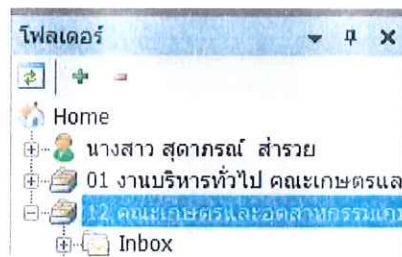 โฟลเดอร์
Home
นางสาว สุดาภรณ์ สำรวย
01 งานบริหารทั่วไป คณะเกษตรแล
12 คณะเกษตรและอุตสาหกรรมเกษ
Inbox